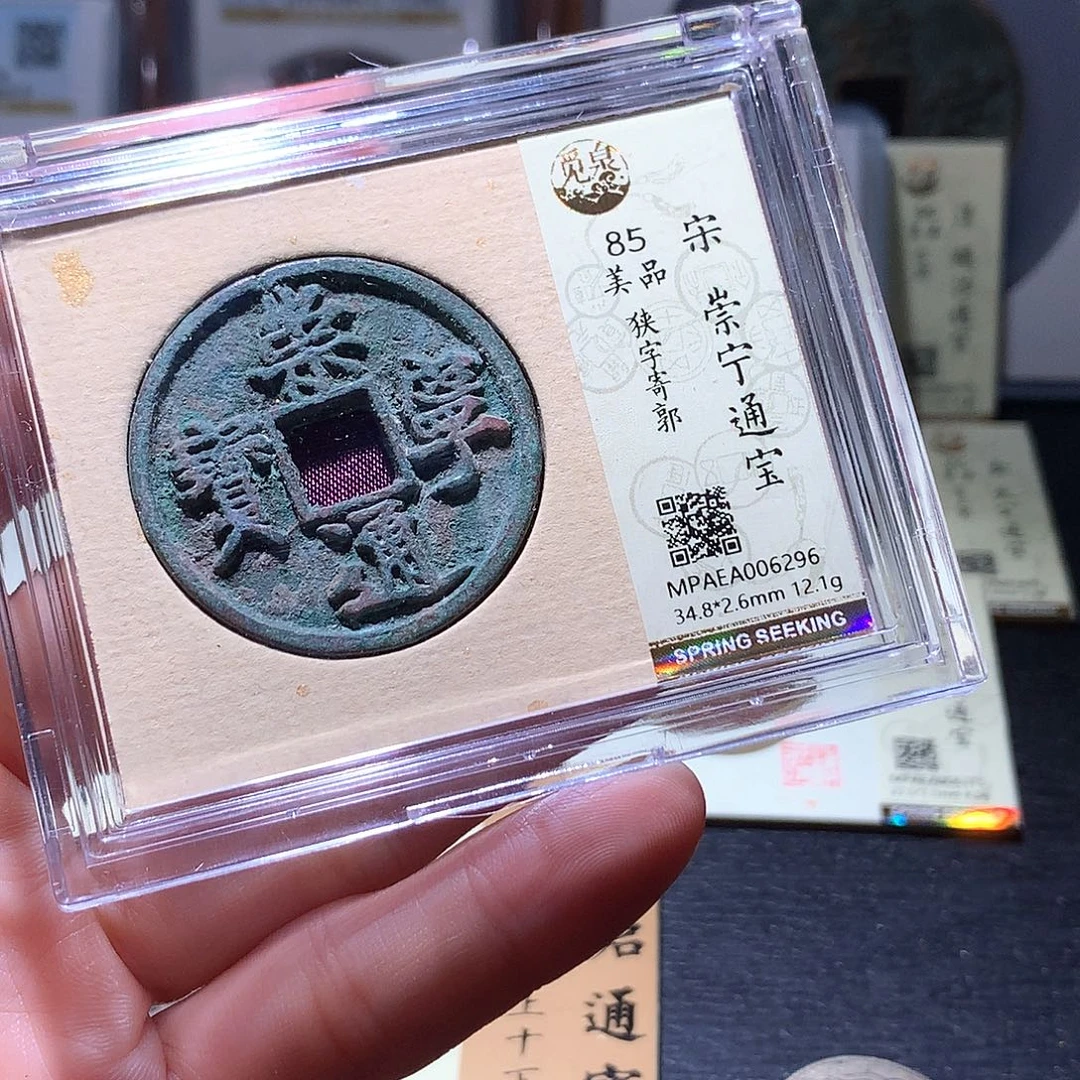 崇寧通寶
觅泉
宋 崇宁通宝
85
美品
狭字寄郭
MPAEA006296
34.8*2.6mm 12.1g
SPRING SEEKING
通